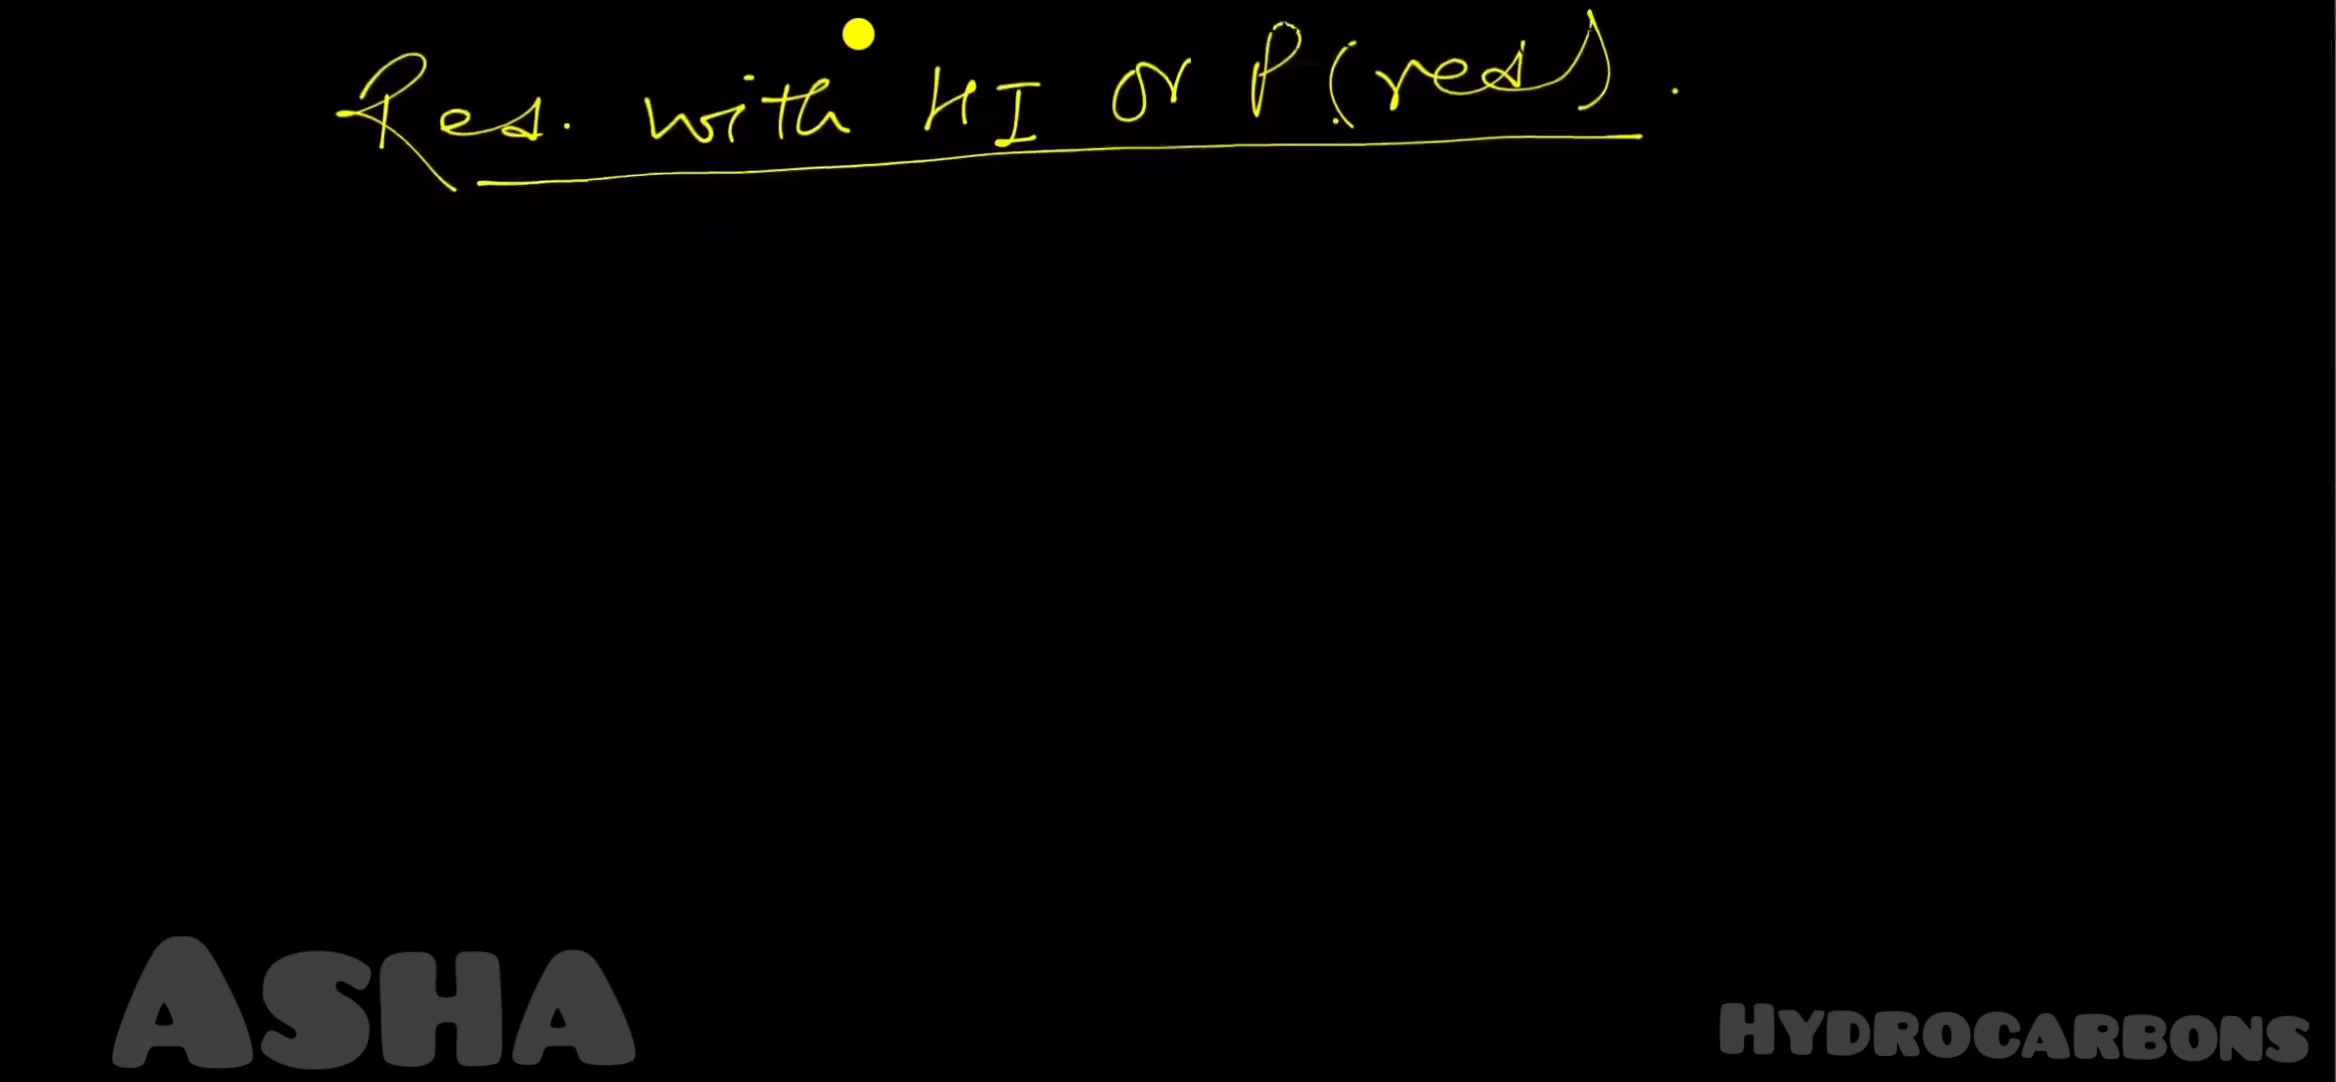 Red. with HI or P(red).
ASHA
HYDROCARBONS